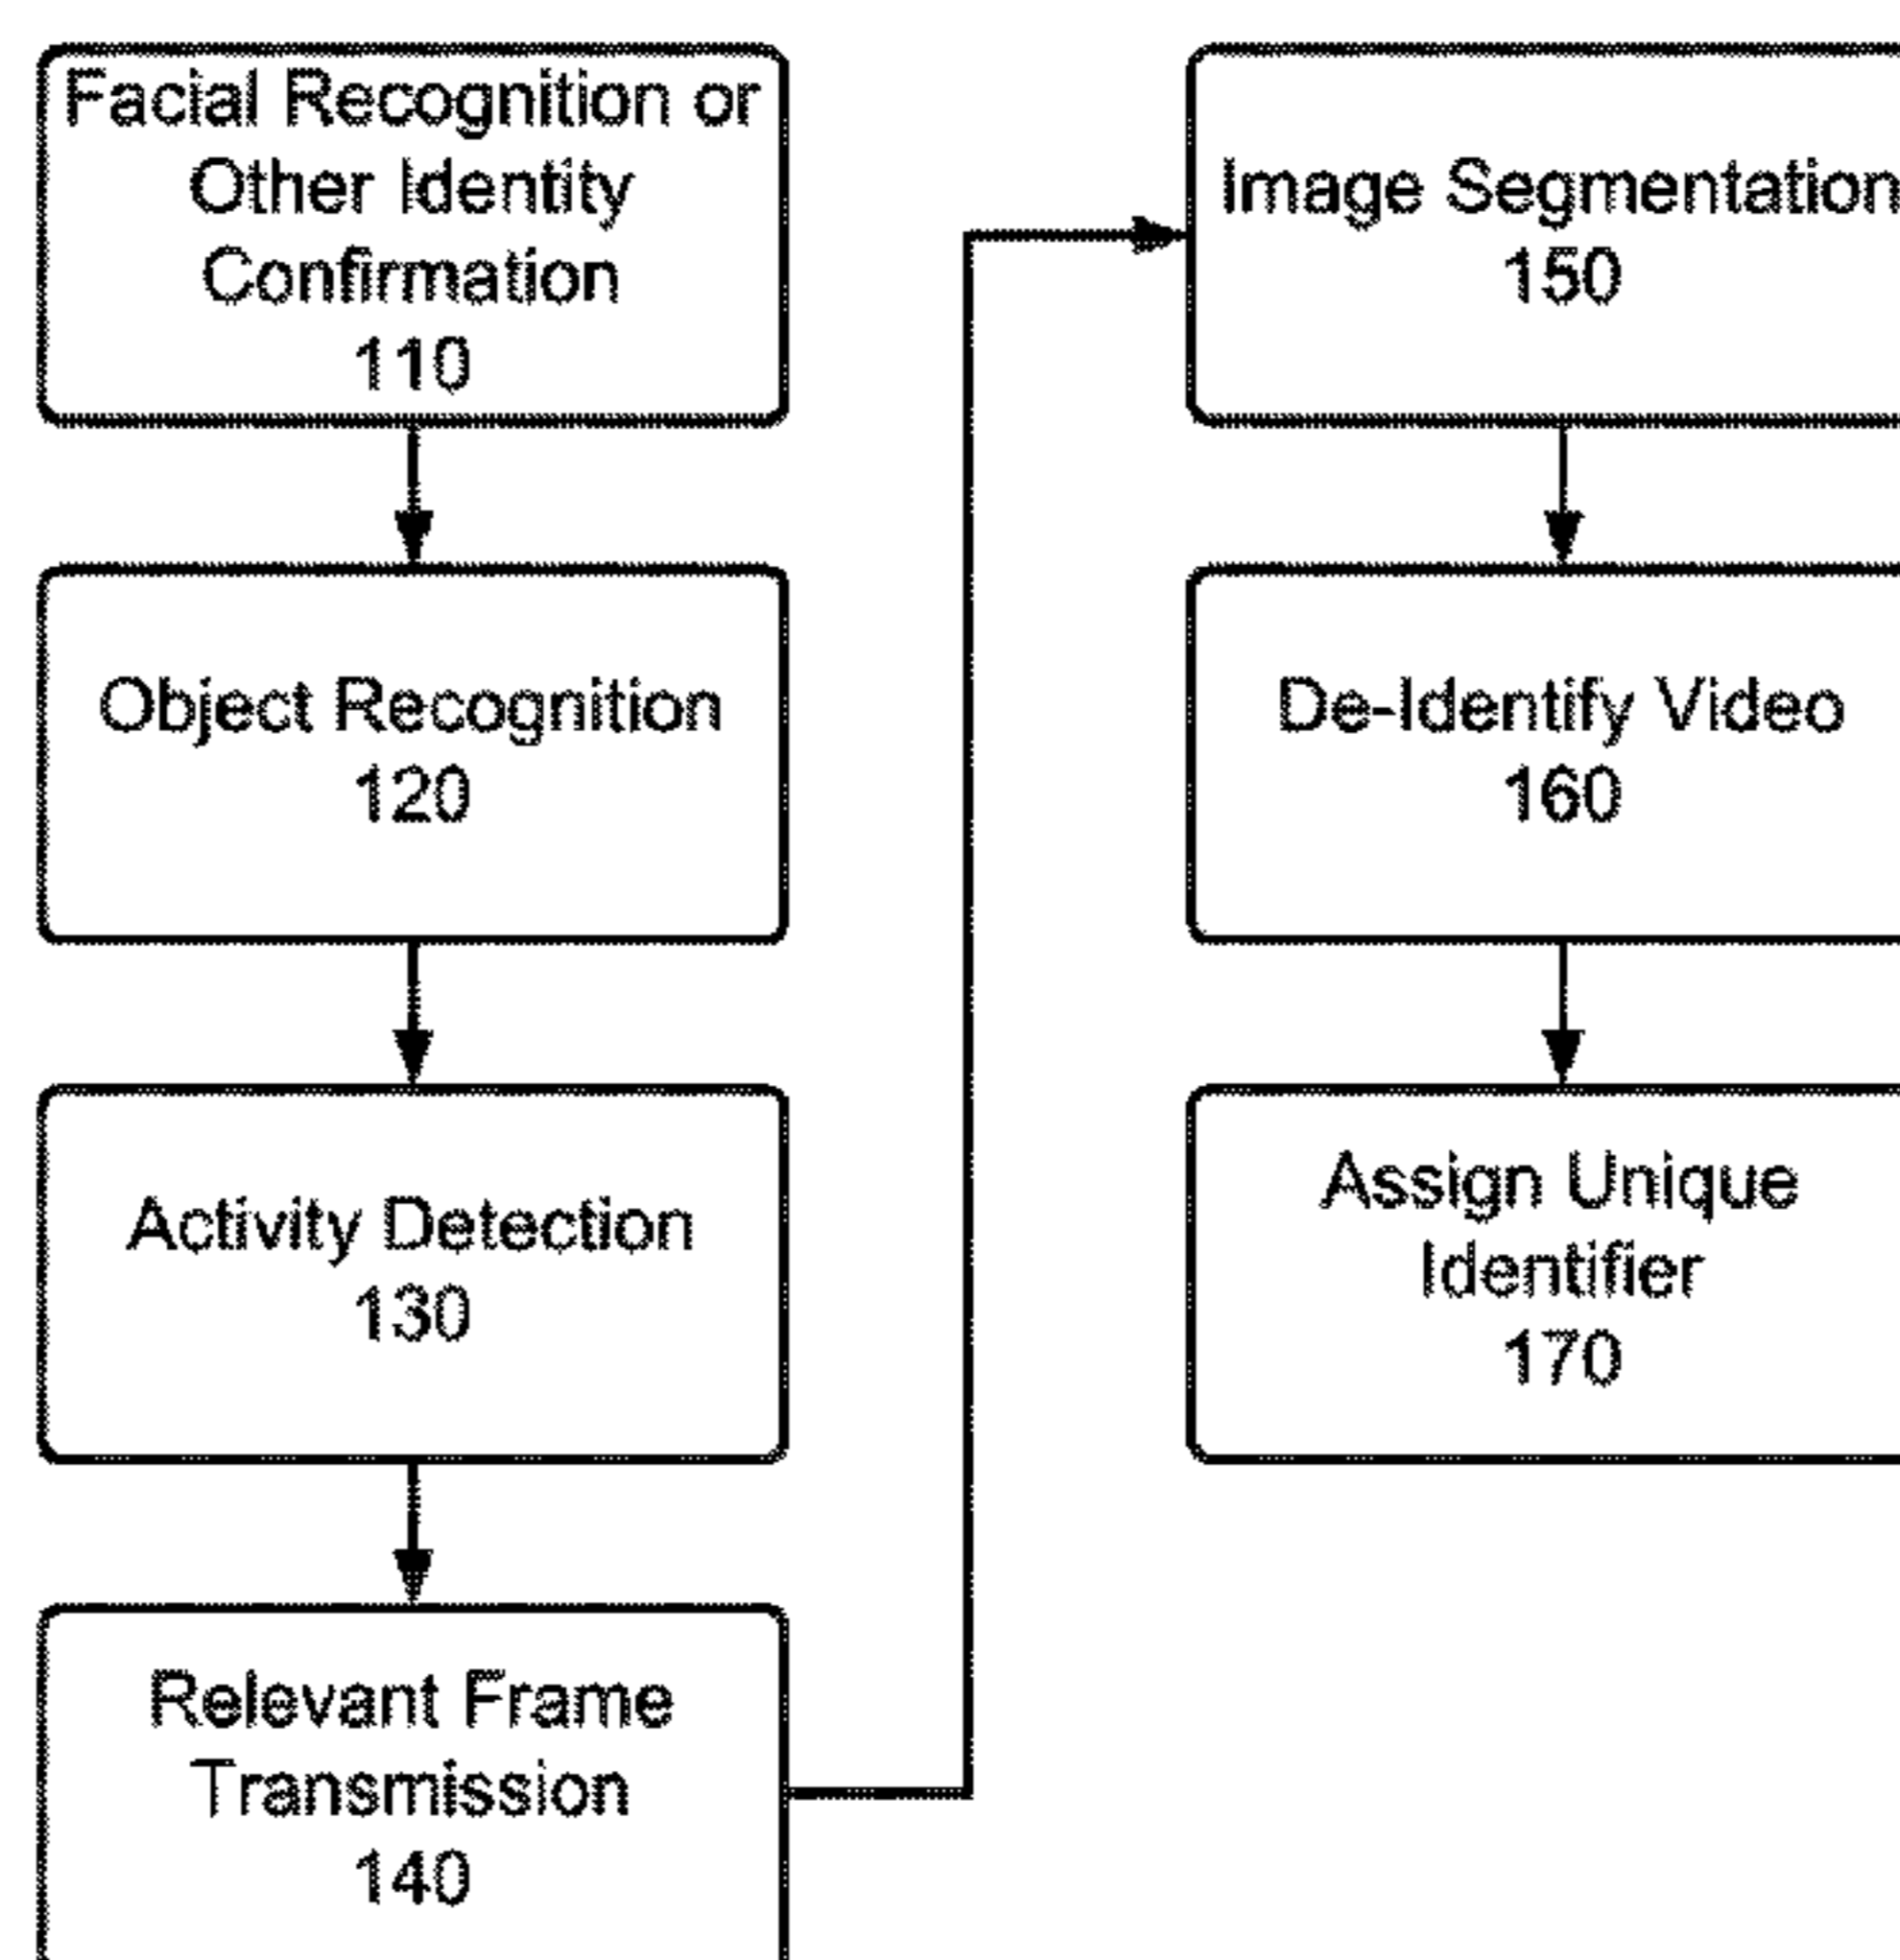 Facial Recognition or
Other Identity
Confirmation
110
Object Recognition
120
Activity Detection
130
Relevant Frame
Transmission
140
Image Segmentation
150
De-Identify Video
160
Assign Unique
Identifier
170